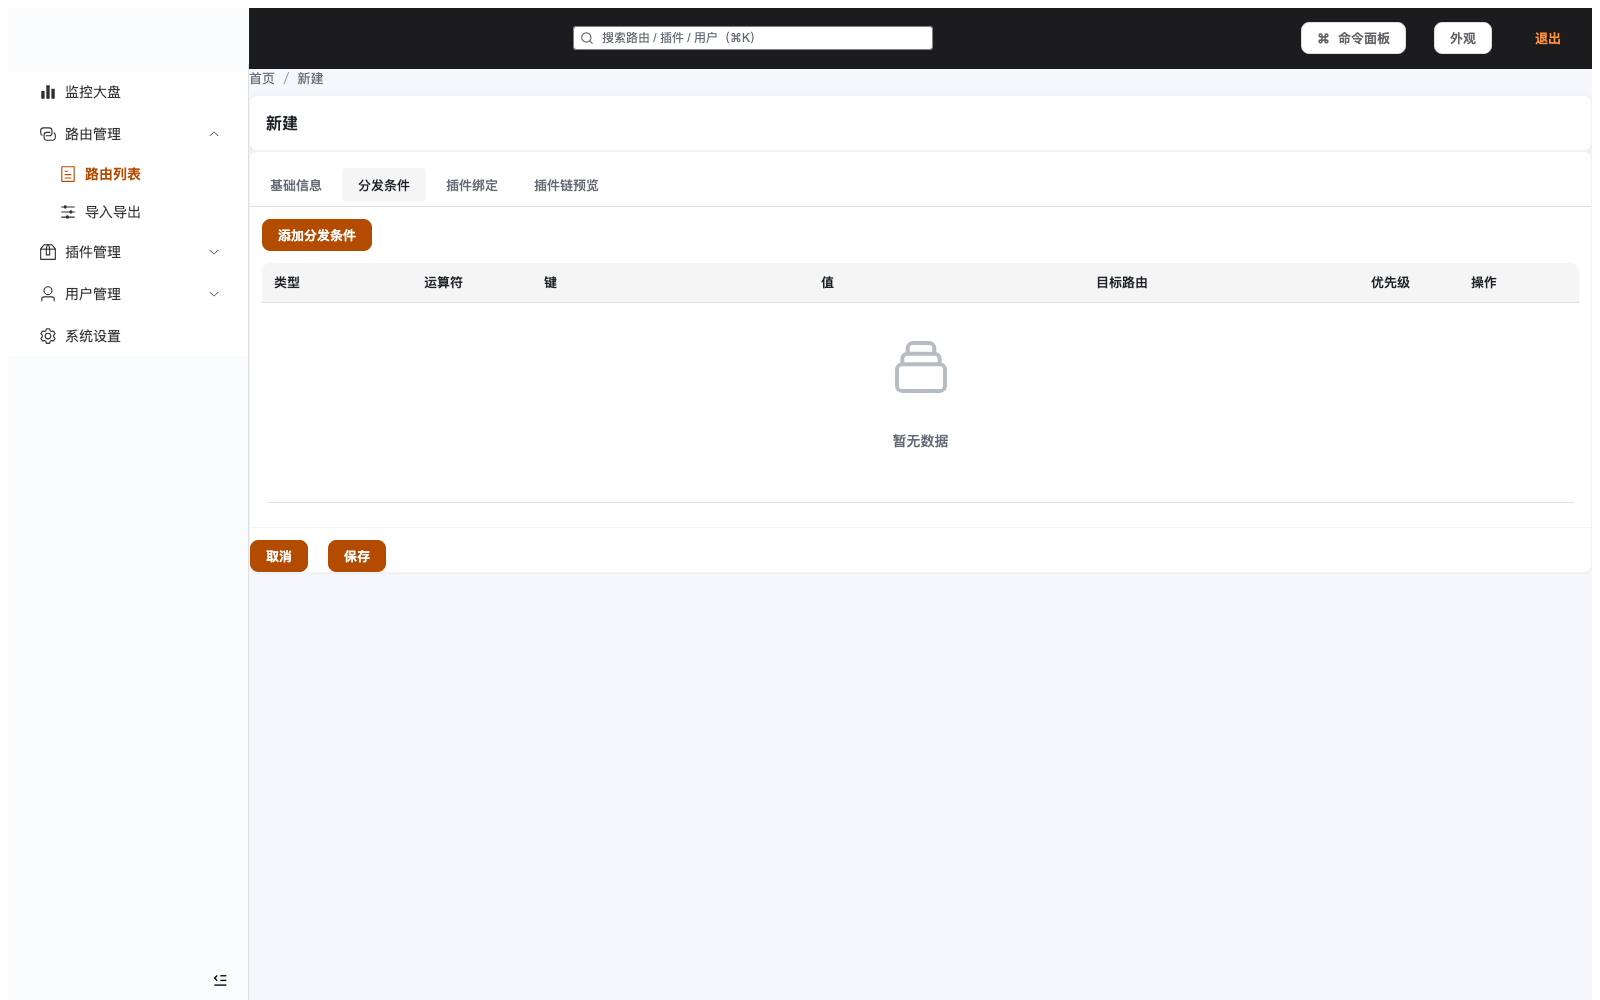 搜索路由 / 插件 / 用户（⌘K）
⌘ 命令面板
外观
退出
监控大盘
路由管理
路由列表
导入导出
插件管理
用户管理
系统设置
首页 / 新建
新建
基础信息 分发条件 插件绑定 插件链预览
添加分发条件
类型 运算符 键 值 目标路由 优先级 操作
暂无数据
取消 保存